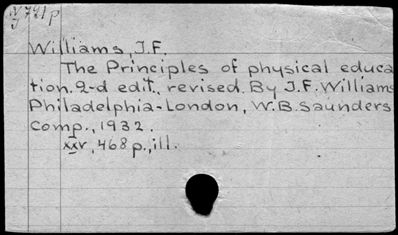 Williams, J.F.
The Principles of physical educa
tion. 2-d edit., revised. By J.F. Williams
Philadelphia-London, W.B. Saunders
comp., 1932.
xxv, 468 p., ill.